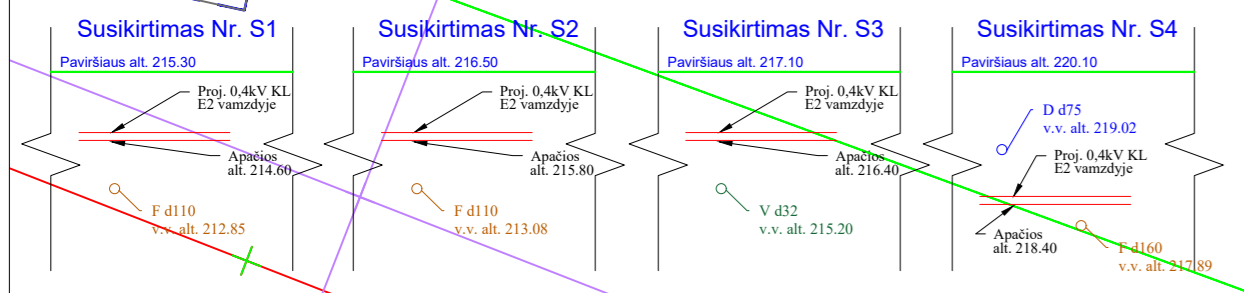 Susikirtimas Nr. S1
Paviršiaus alt. 215.30
Proj. 0,4kV KL
E2 vamzdyje
Apačios
alt. 214.60
F d110
v.v. alt. 212.85
Susikirtimas Nr. S2
Paviršiaus alt. 216.50
Proj. 0,4kV KL
E2 vamzdyje
Apačios
alt. 215.80
F d110
v.v. alt. 213.08
Susikirtimas Nr. S3
Paviršiaus alt. 217.10
Proj. 0,4kV KL
E2 vamzdyje
Apačios
alt. 216.40
V d32
v.v. alt. 215.20
Susikirtimas Nr. S4
Paviršiaus alt. 220.10
D d75
v.v. alt. 219.02
Proj. 0,4kV KL
E2 vamzdyje
Apačios
alt. 218.40
F d160
v.v. alt. 217.89